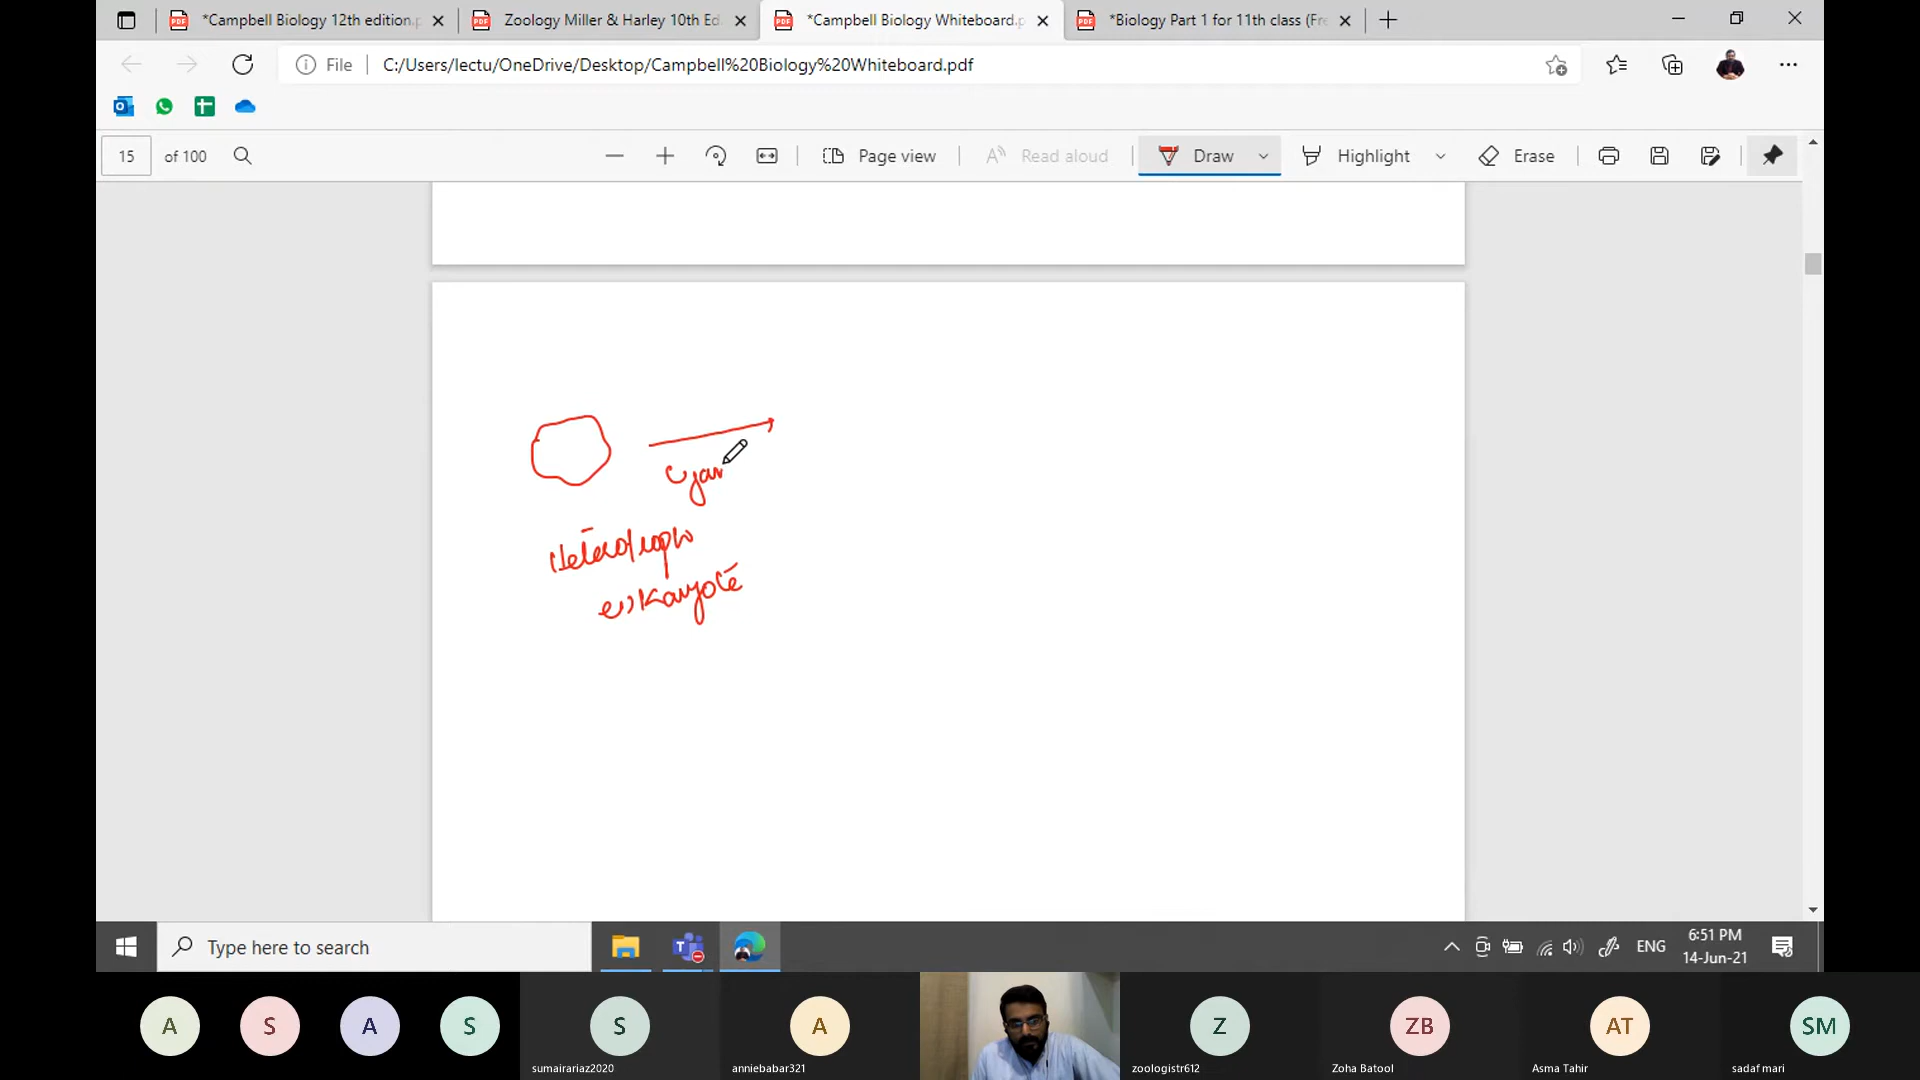 *Campbell Biology 12th edition.p
Zoology Miller & Harley 10th Ed
*Campbell Biology Whiteboard.p
*Biology Part 1 for 11th class (Fre
File
C:/Users/lectu/OneDrive/Desktop/Campbell%20Biology%20Whiteboard.pdf
15 of 100
Page view
Read aloud
Draw
Highlight
Erase
Cyan
Heterotroph
eukaryote
Type here to search
ENG
6:51 PM
14-Jun-21
A
S
A
S
S
A
Z
ZB
AT
SM
sumairariaz2020
anniebabar321
zoologistr612
Zoha Batool
Asma Tahir
sadaf mari